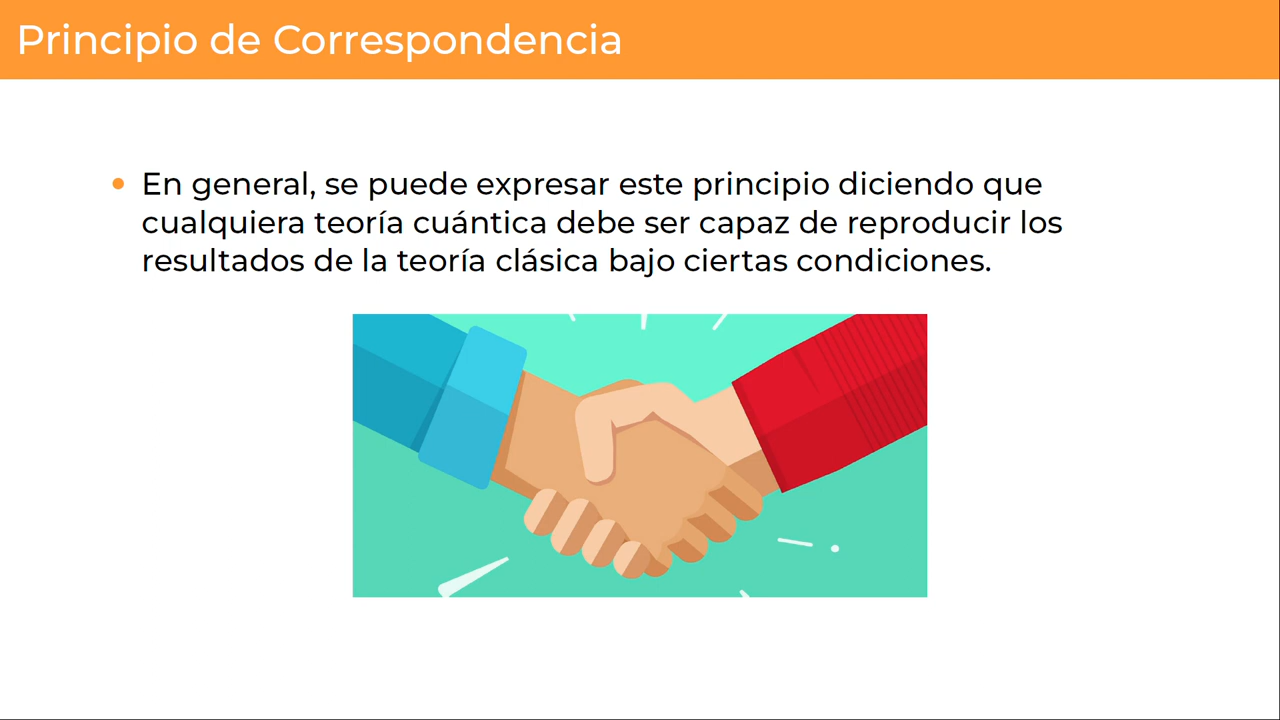 Principio de Correspondencia
En general, se puede expresar este principio diciendo que
cualquiera teoría cuántica debe ser capaz de reproducir los
resultados de la teoría clásica bajo ciertas condiciones.